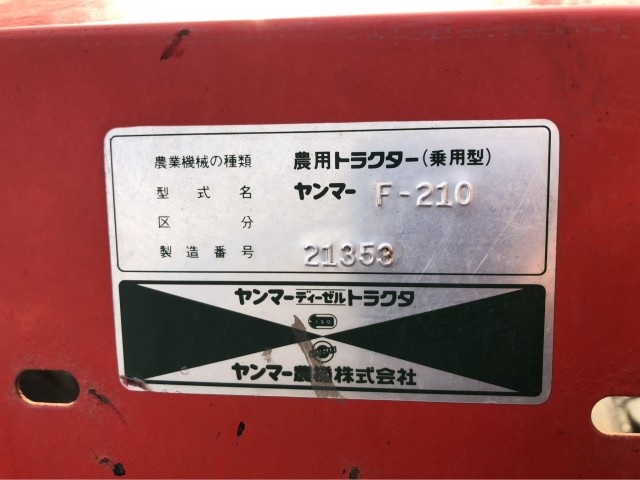 農業機械の種類 農用トラクター(乗用型)
型式名 ヤンマー F-210
区分
製造番号 21353
ヤンマーディーゼルトラクタ
ヤンマー農機株式会社